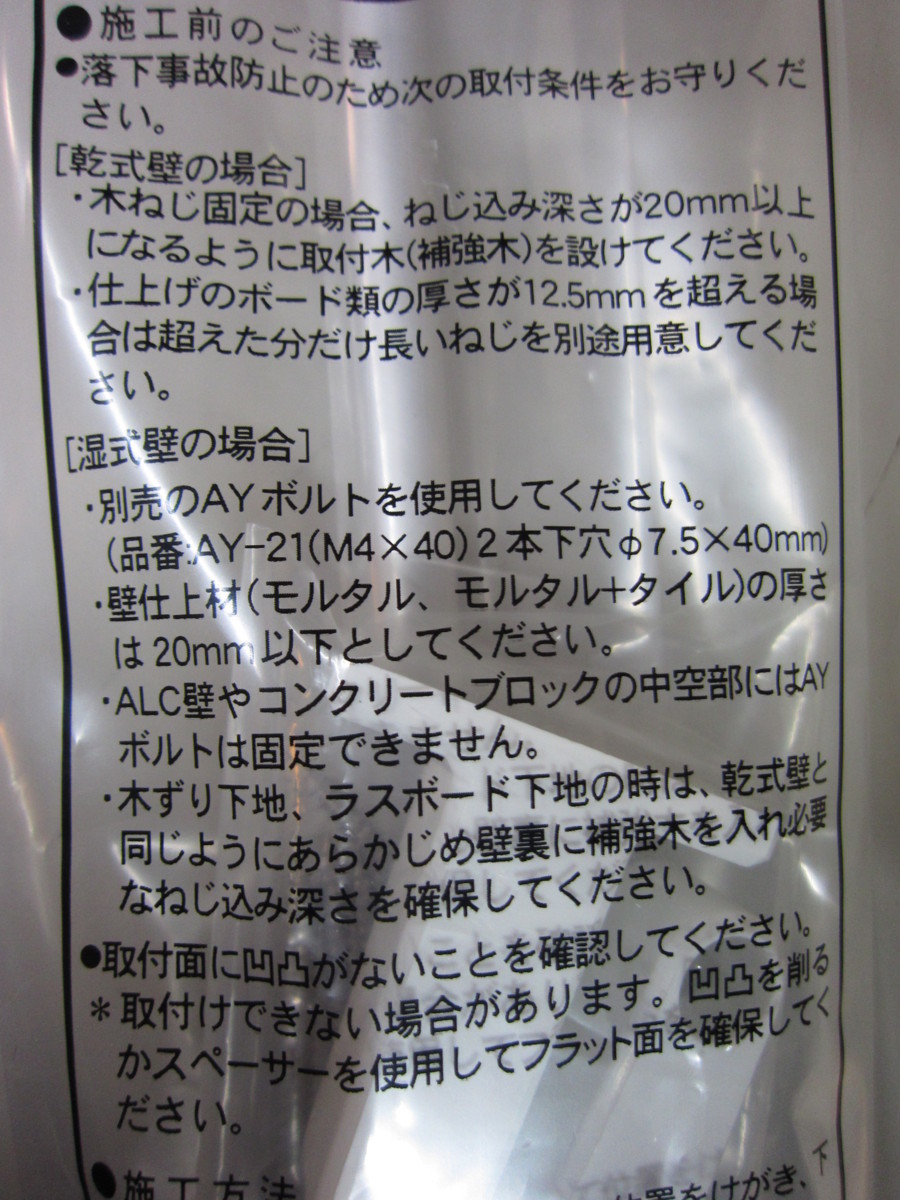 ●施工前のご注意
●落下事故防止のため次の取付条件をお守りくだ
さい。
[乾式壁の場合]
・木ねじ固定の場合、ねじ込み深さが20mm以上
になるように取付木(補強木)を設けてください。
・仕上げのボード類の厚さが12.5mmを超える場
合は超えた分だけ長いねじを別途用意してくだ
さい。
[湿式壁の場合]
・別売のAYボルトを使用してください。
(品番:AY-21(M4×40)2本下穴φ7.5×40mm)
・壁仕上材(モルタル、モルタル+タイル)の厚さ
は20mm以下としてください。
・ALC壁やコンクリートブロックの中空部にはAY
ボルトは固定できません。
・木ずり下地、ラスボード下地の時は、乾式壁と
同じようにあらかじめ壁裏に補強木を入れ必要
なねじ込み深さを確保してください。
●取付面に凹凸がないことを確認してください。
＊取付けできない場合があります。凹凸を削る
かスペーサーを使用してフラット面を確保してく
ださい。
●施工方法
位置をけがき、下